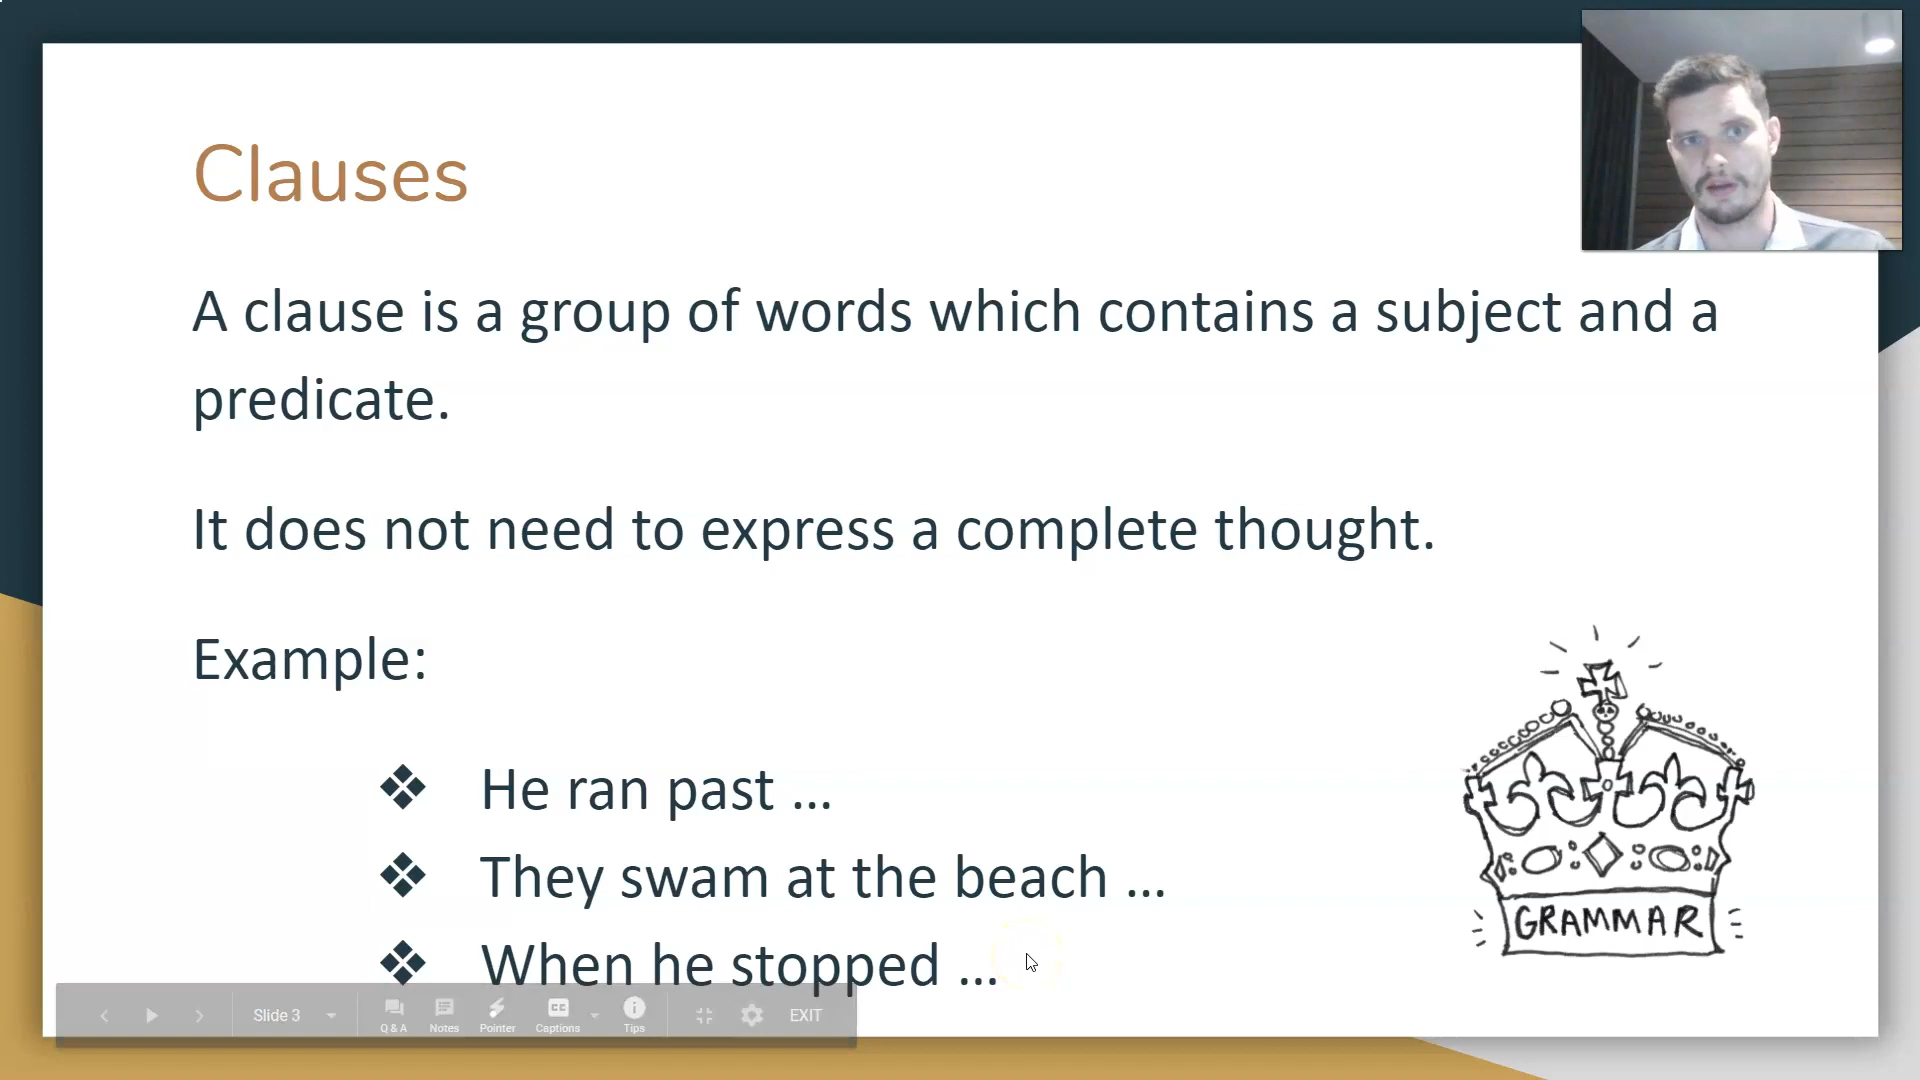 Clauses
A clause is a group of words which contains a subject and a
predicate.
It does not need to express a complete thought.
Example:
❖ He ran past ...
❖ They swam at the beach ...
❖ When he stopped ...
GRAMMAR
Slide 3
Q & A
Notes
Pointer
CC
Captions
Tips
EXIT